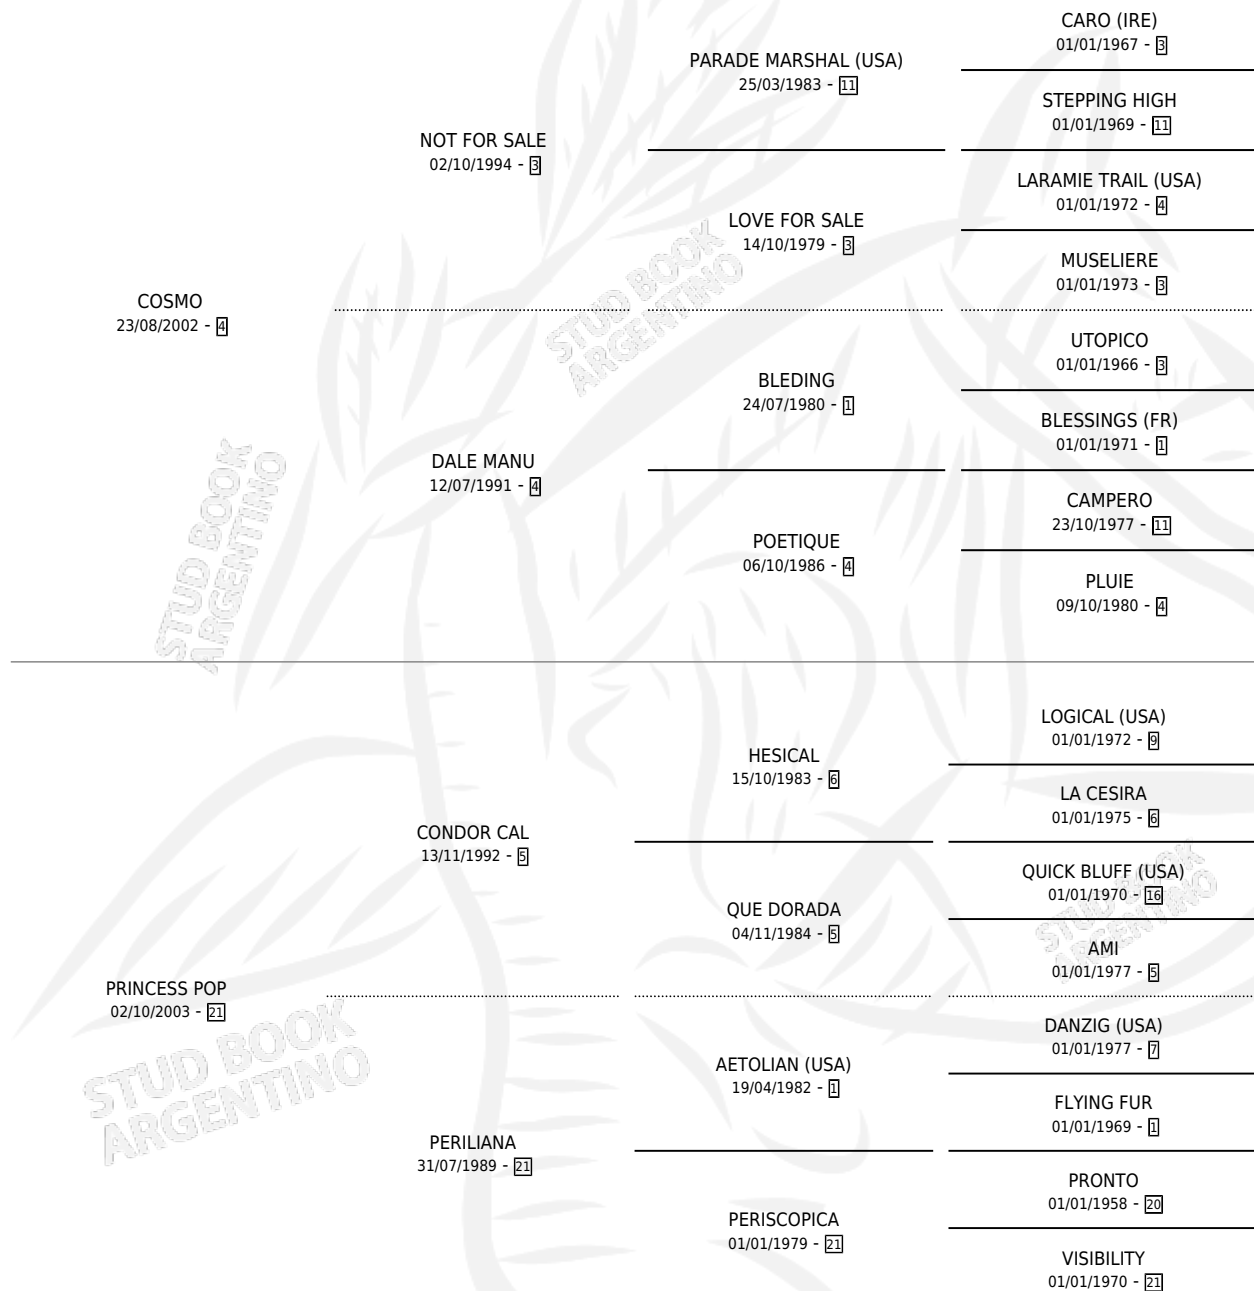 CARO (IRE)
01/01/1967 - 3
PARADE MARSHAL (USA)
25/03/1983 - 11
STEPPING HIGH
01/01/1969 - 11
NOT FOR SALE
02/10/1994 - 3
LARAMIE TRAIL (USA)
01/01/1972 - 4
LOVE FOR SALE
14/10/1979 - 3
MUSELIERE
01/01/1973 - 3
COSMO
23/08/2002 - 4
UTOPICO
01/01/1966 - 3
BLEDING
24/07/1980 - 1
BLESSINGS (FR)
01/01/1971 - 1
DALE MANU
12/07/1991 - 4
CAMPERO
23/10/1977 - 11
POETIQUE
06/10/1986 - 4
PLUIE
09/10/1980 - 4
LOGICAL (USA)
01/01/1972 - 9
HESICAL
15/10/1983 - 6
LA CESIRA
01/01/1975 - 6
CONDOR CAL
13/11/1992 - 5
QUICK BLUFF (USA)
01/01/1970 - 16
QUE DORADA
04/11/1984 - 5
AMI
01/01/1977 - 5
PRINCESS POP
02/10/2003 - 21
DANZIG (USA)
01/01/1977 - 7
AETOLIAN (USA)
19/04/1982 - 1
FLYING FUR
01/01/1969 - 1
PERILIANA
31/07/1989 - 21
PRONTO
01/01/1958 - 20
PERISCOPICA
01/01/1979 - 21
VISIBILITY
01/01/1970 - 21
STUD BOOK
ARGENTINO
STUD BOOK
ARGENTINO
STUD BOOK
ARGENTINO
STUD BOOK
ARGENTINO